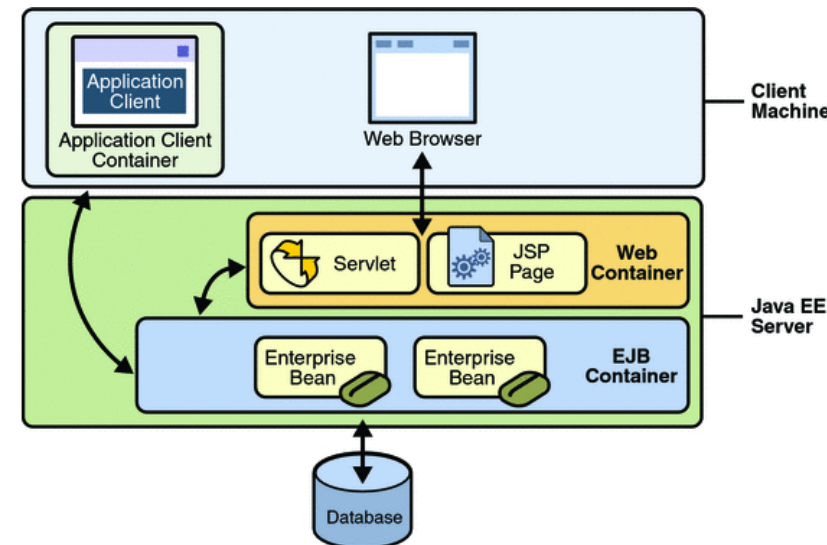 Application
Client
Application Client
Container
Web Browser
Client
Machine
Servlet
JSP
Page
Web
Container
Java EE
Server
Enterprise
Bean
Enterprise
Bean
EJB
Container
Database